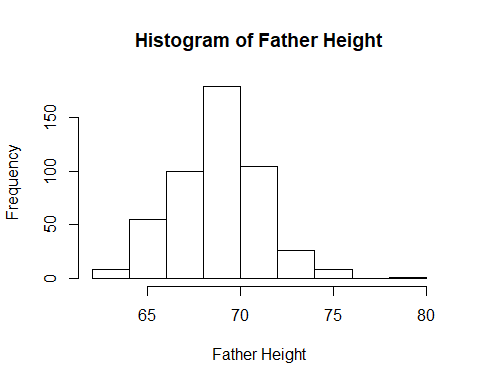 Histogram of Father Height
Frequency
150
100
50
0
65 70 75 80
Father Height